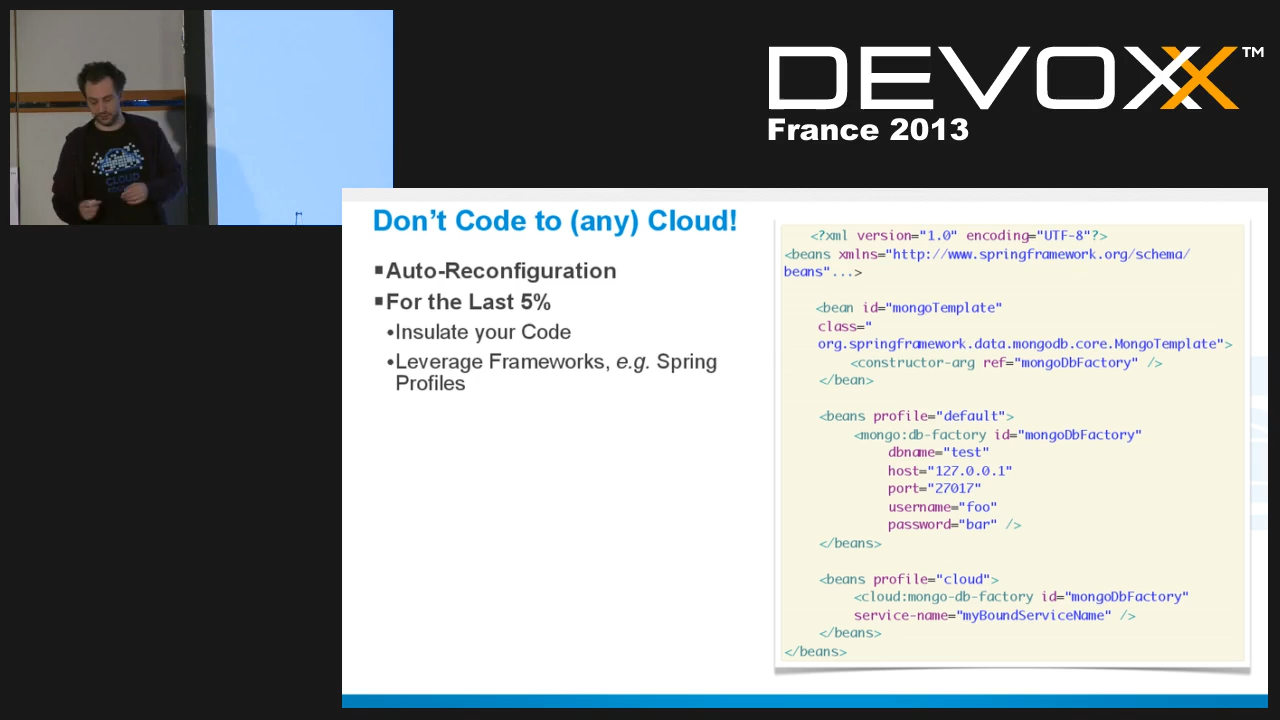 DEVOXX™
France 2013
CLOUD
Don't Code to (any) Cloud!
▪Auto-Reconfiguration
▪For the Last 5%
•Insulate your Code
•Leverage Frameworks, e.g. Spring
Profiles
<?xml version="1.0" encoding="UTF-8"?>
<beans xmlns="http://www.springframework.org/schema/
beans"...>
<bean id="mongoTemplate"
class="
org.springframework.data.mongodb.core.MongoTemplate">
<constructor-arg ref="mongoDbFactory" />
</bean>
<beans profile="default">
<mongo:db-factory id="mongoDbFactory"
dbname="test"
host="127.0.0.1"
port="27017"
username="foo"
password="bar" />
</beans>
<beans profile="cloud">
<cloud:mongo-db-factory id="mongoDbFactory"
service-name="myBoundServiceName" />
</beans>
</beans>